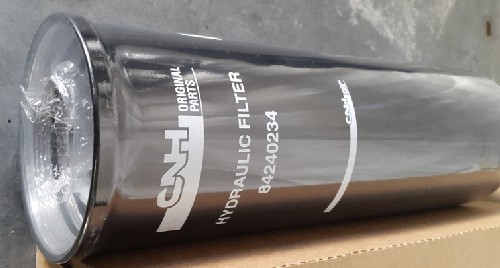 CNH
ORIGINAL
PARTS
HYDRAULIC FILTER
84240234